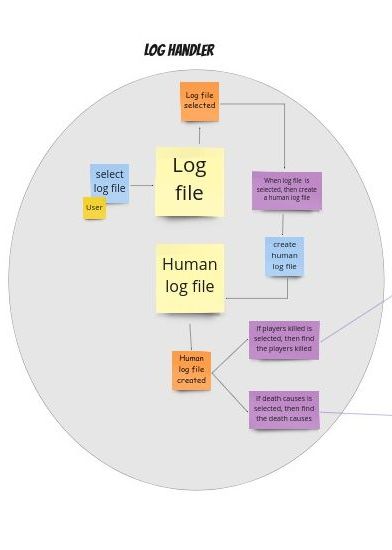 LOG HANDLER
Log file
selected
select
log file
User
Log
file
When log file is
selected, then create
a human log file
create
human
log file
Human
log file
If players killed is
selected, then find
the players killed
Human
log file
created
If death causes is
selected, then find
the death causes